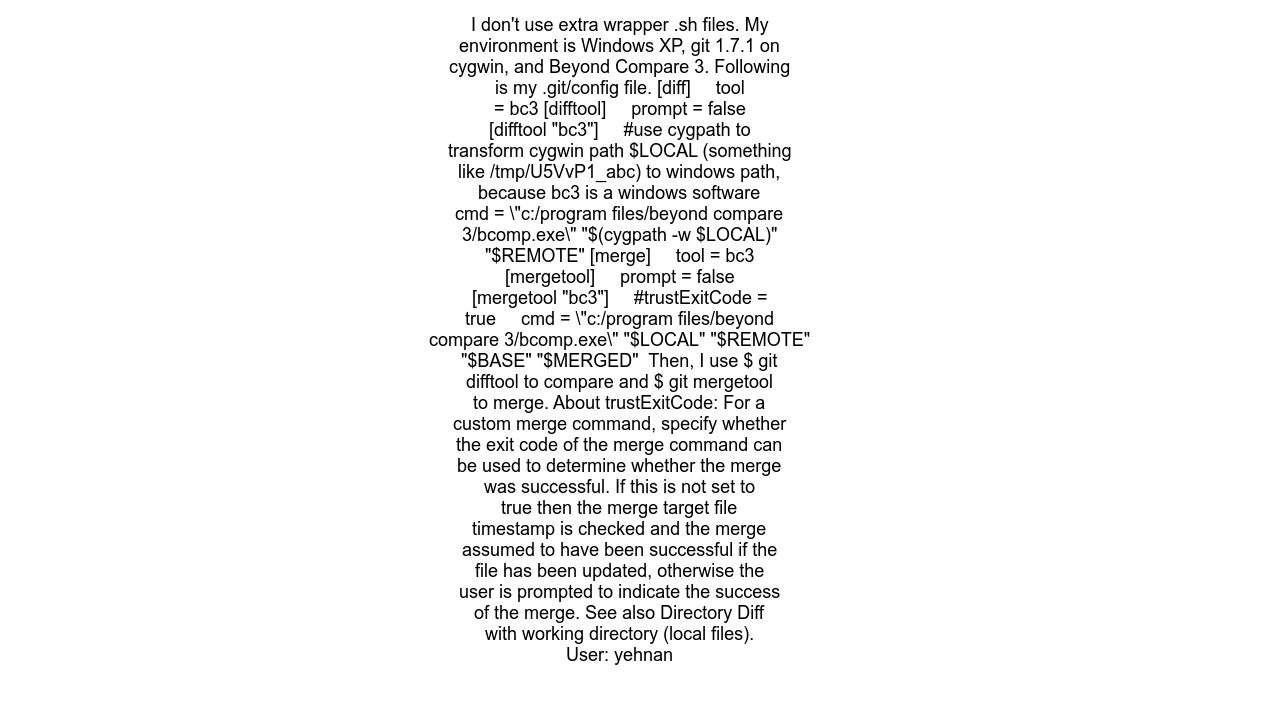 I don't use extra wrapper .sh files. My
environment is Windows XP, git 1.7.1 on
cygwin, and Beyond Compare 3. Following
is my .git/config file. [diff]     tool
= bc3 [difftool]     prompt = false
[difftool "bc3"]     #use cygpath to
transform cygwin path $LOCAL (something
like /tmp/U5VvP1_abc) to windows path,
because bc3 is a windows software
cmd = \"c:/program files/beyond compare
3/bcomp.exe\" "$(cygpath -w $LOCAL)"
"$REMOTE" [merge]     tool = bc3
[mergetool]     prompt = false
[mergetool "bc3"]     #trustExitCode =
true     cmd = \"c:/program files/beyond
compare 3/bcomp.exe\" "$LOCAL" "$REMOTE"
"$BASE" "$MERGED"  Then, I use $ git
difftool to compare and $ git mergetool
to merge. About trustExitCode: For a
custom merge command, specify whether
the exit code of the merge command can
be used to determine whether the merge
was successful. If this is not set to
true then the merge target file
timestamp is checked and the merge
assumed to have been successful if the
file has been updated, otherwise the
user is prompted to indicate the success
of the merge. See also Directory Diff
with working directory (local files).
User: yehnan